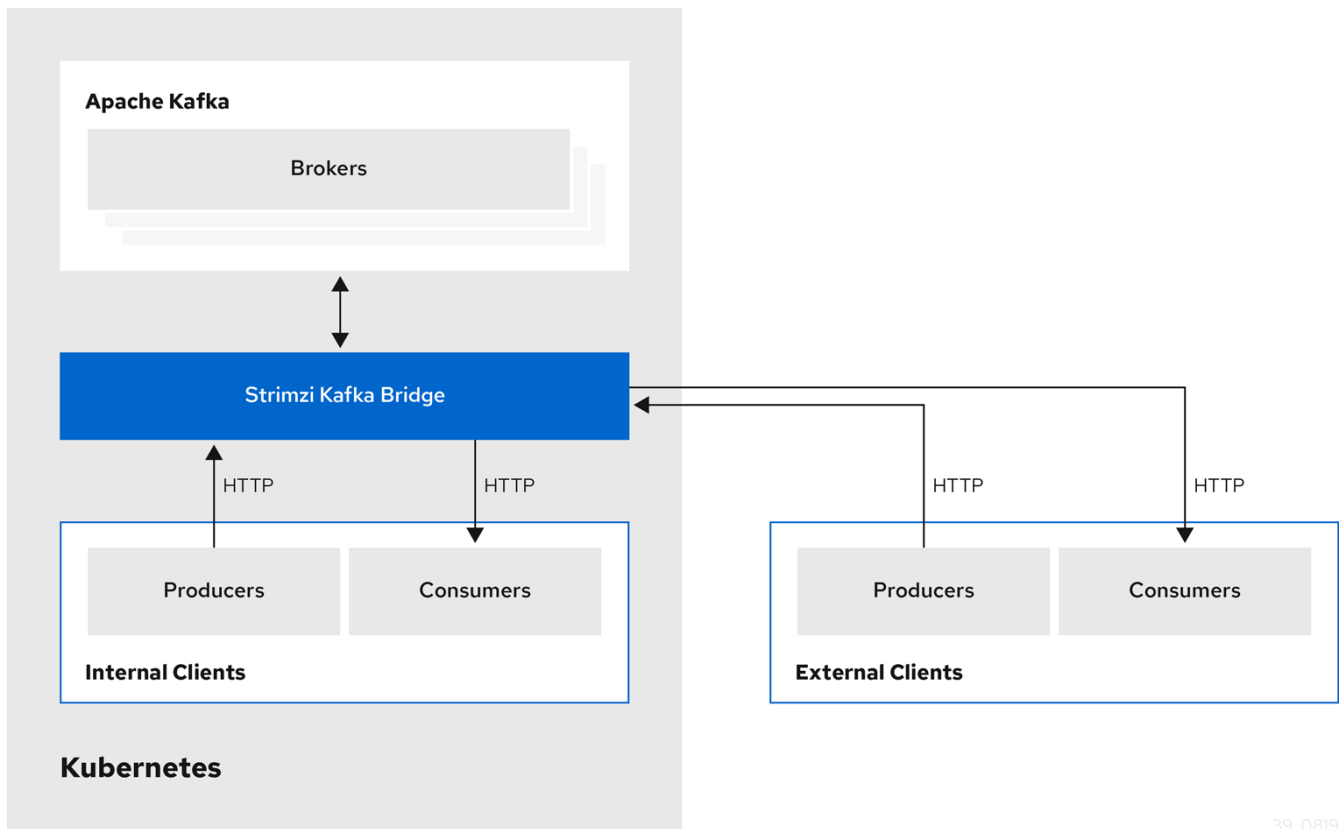 Apache Kafka
Brokers
Strimzi Kafka Bridge
HTTP
HTTP
HTTP
HTTP
Producers
Consumers
Producers
Consumers
Internal Clients
External Clients
Kubernetes
39_0819